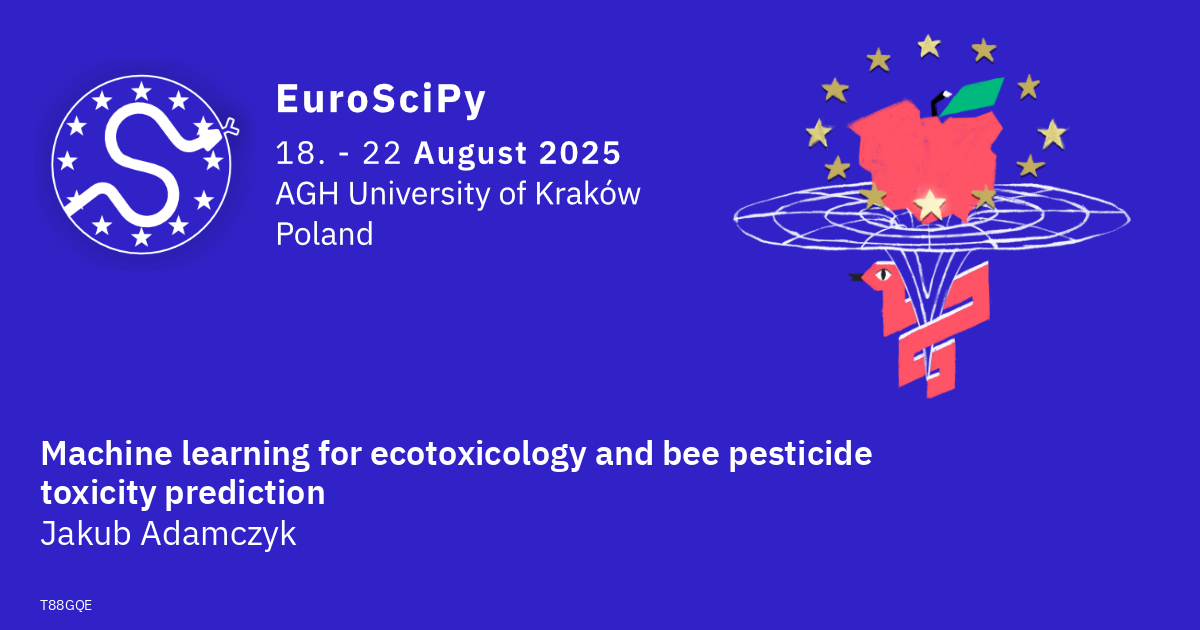 EuroSciPy
18. - 22 August 2025
AGH University of Kraków
Poland
Machine learning for ecotoxicology and bee pesticide
toxicity prediction
Jakub Adamczyk
T88GQE